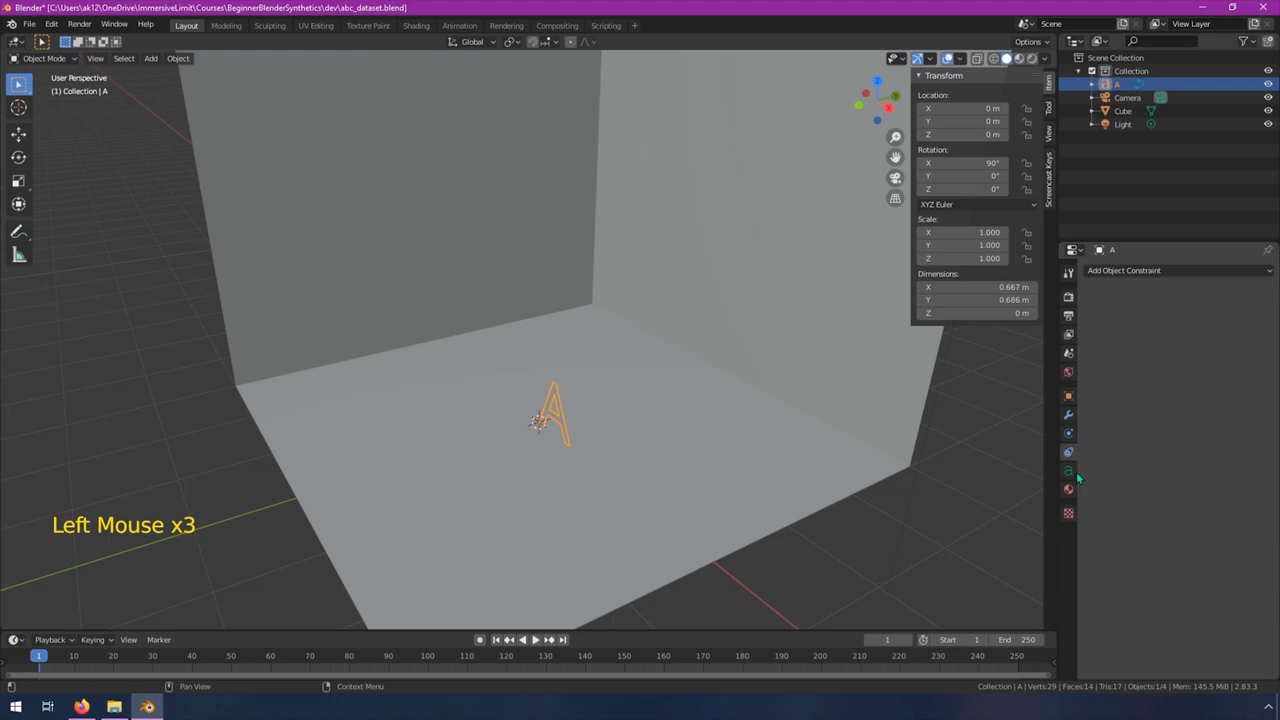 Blender* [C:\Users\ak12\OneDrive\ImmersiveLimit\Courses\BeginnerBlenderSynthetics\dev\abc_dataset.blend]
File Edit Render Window Help Layout Modeling Sculpting UV Editing Texture Paint Shading Animation Rendering Compositing Scripting + Scene View Layer
Global Options
Object Mode View Select Add Object
User Perspective
(1) Collection | A
Transform
Location:
X 0 m
Y 0 m
Z 0 m
Rotation:
X 90°
Y 0°
Z 0°
XYZ Euler
Scale:
X 1.000
Y 1.000
Z 1.000
Dimensions:
X 0.667 m
Y 0.686 m
Z 0 m
Item
Tool
View
Screencast Keys
Scene Collection
Collection
A
Camera
Cube
Light
A
Add Object Constraint
A
Left Mouse x3
Playback Keying View Marker 1 Start 1 End 250
1 10 20 30 40 50 60 70 80 90 100 110 120 130 140 150 160 170 180 190 200 210 220 230 240 250
Pan View Context Menu Collection | A | Verts:29 | Faces:14 | Tris:17 | Objects:1/4 | Mem: 145.5 MiB | 2.83.3